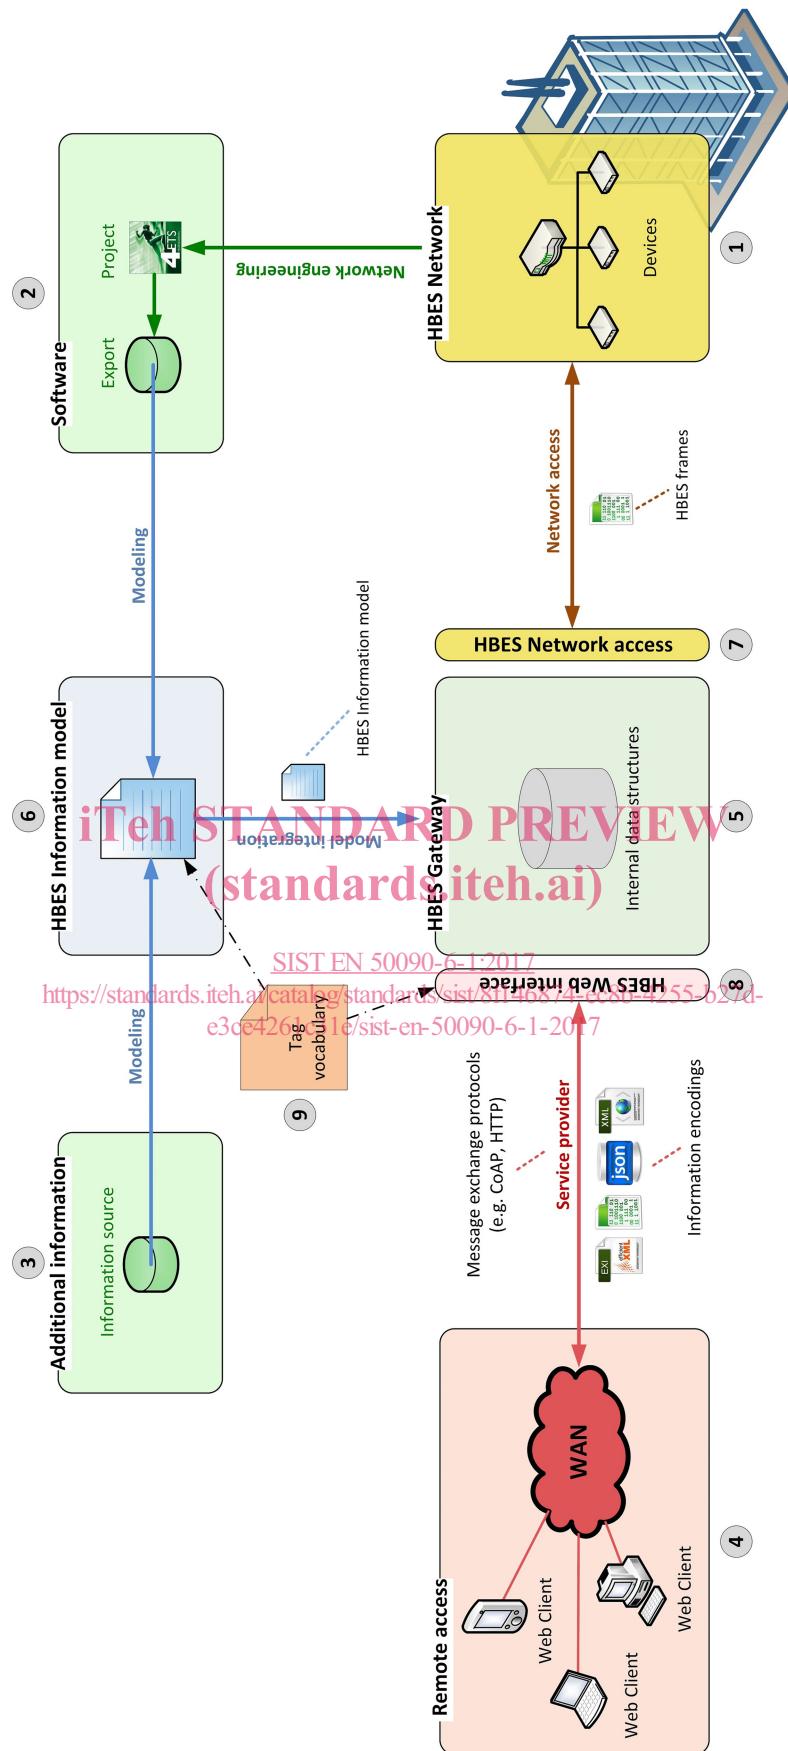 3
Additional information
Information source
Modeling
9
Tag
vocabulary
6
HBES Information model
Modeling
2
Software
Export
Project
4
ETS
Network engineering
Model integration
HBES Information model
Remote access
WAN
Web Client
Web Client
Web Client
4
Message exchange protocols
(e.g. CoAP, HTTP)
Service provider
EXI
efficient
XML
json
XML
Information encodings
HBES Web interface
8
HBES Gateway
Internal data structures
5
HBES Network access
7
Network access
HBES frames
HBES Network
Devices
1
iTeh STANDARD PREVIEW
(standards.iteh.ai)
SIST EN 50090-6-1:2017